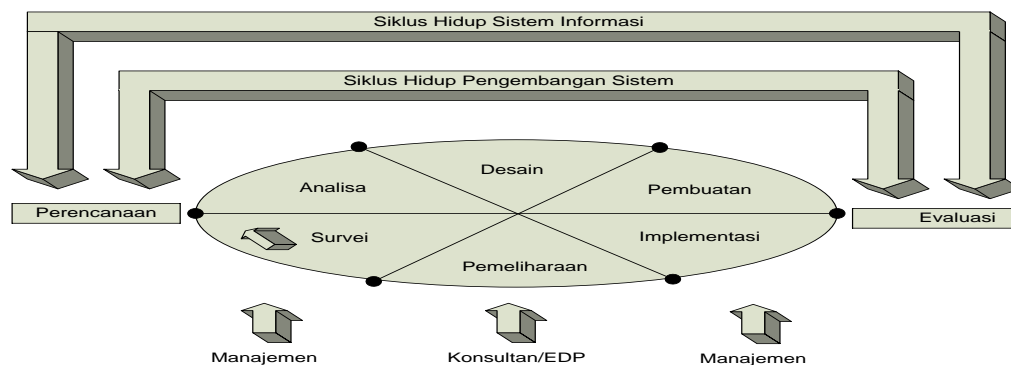 Siklus Hidup Sistem Informasi
Siklus Hidup Pengembangan Sistem
Desain
Analisa
Pembuatan
Perencanaan
Evaluasi
Survei
Implementasi
Pemeliharaan
Manajemen
Konsultan/EDP
Manajemen